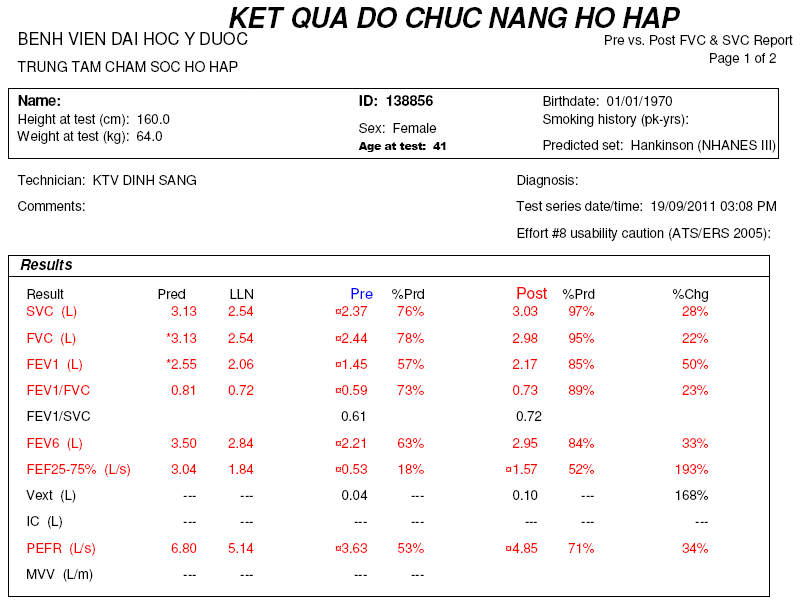 KET QUA DO CHUC NANG HO HAP
BENH VIEN DAI HOC Y DUOC
Pre vs. Post FVC & SVC Report
Page 1 of 2
TRUNG TAM CHAM SOC HO HAP
Name: ID: 138856 Birthdate: 01/01/1970
Height at test (cm): 160.0 Smoking history (pk-yrs):
Weight at test (kg): 64.0 Sex: Female
Age at test: 41 Predicted set: Hankinson (NHANES III)
Technician: KTV DINH SANG Diagnosis:
Comments: Test series date/time: 19/09/2011 03:08 PM
Effort #8 usability caution (ATS/ERS 2005):
Results
Result Pred LLN Pre %Prd Post %Prd %Chg
SVC (L) 3.13 2.54 ¤2.37 76% 3.03 97% 28%
FVC (L) *3.13 2.54 ¤2.44 78% 2.98 95% 22%
FEV1 (L) *2.55 2.06 ¤1.45 57% 2.17 85% 50%
FEV1/FVC 0.81 0.72 ¤0.59 73% 0.73 89% 23%
FEV1/SVC 0.61 0.72
FEV6 (L) 3.50 2.84 ¤2.21 63% 2.95 84% 33%
FEF25-75% (L/s) 3.04 1.84 ¤0.53 18% ¤1.57 52% 193%
Vext (L) --- --- 0.04 --- 0.10 --- 168%
IC (L) --- --- --- --- --- --- ---
PEFR (L/s) 6.80 5.14 ¤3.63 53% ¤4.85 71% 34%
MVV (L/m) --- --- --- ---